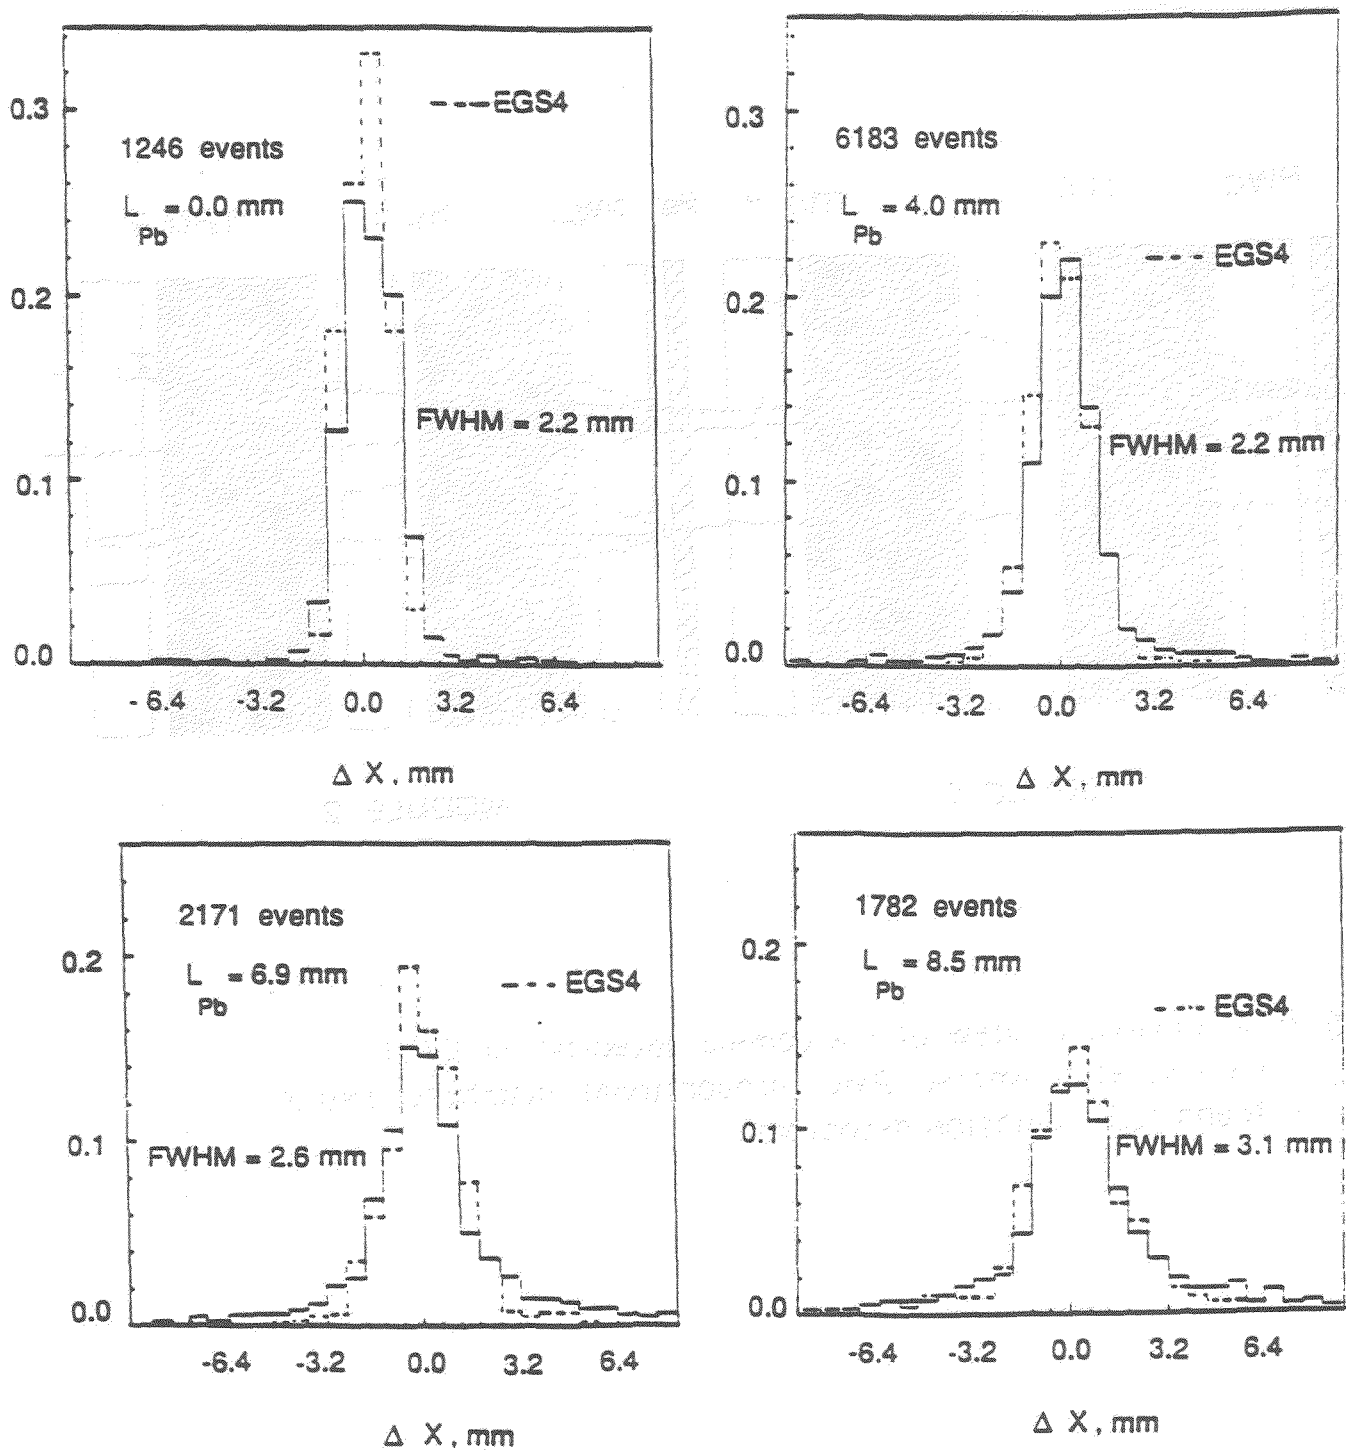 EGS4
0.3
1246 events
L = 0.0 mm
Pb
0.2
FWHM = 2.2 mm
0.1
0.0
- 6.4 -3.2 0.0 3.2 6.4
Δ X , mm
0.3
6183 events
L = 4.0 mm
Pb
EGS4
0.2
FWHM = 2.2 mm
0.1
0.0
-6.4 -3.2 0.0 3.2 6.4
Δ X , mm
2171 events
0.2
L = 6.9 mm
Pb
EGS4
0.1
FWHM = 2.6 mm
0.0
-6.4 -3.2 0.0 3.2 6.4
Δ X , mm
1782 events
0.2
L = 8.5 mm
Pb
EGS4
0.1
FWHM = 3.1 mm
0.0
-6.4 -3.2 0.0 3.2 6.4
Δ X , mm